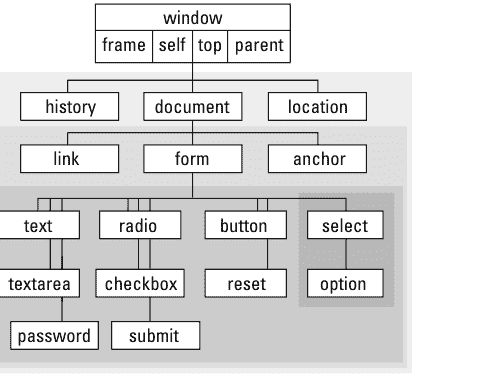 window
frame self top parent
history document location
link form anchor
text radio button select
textarea checkbox reset option
password submit